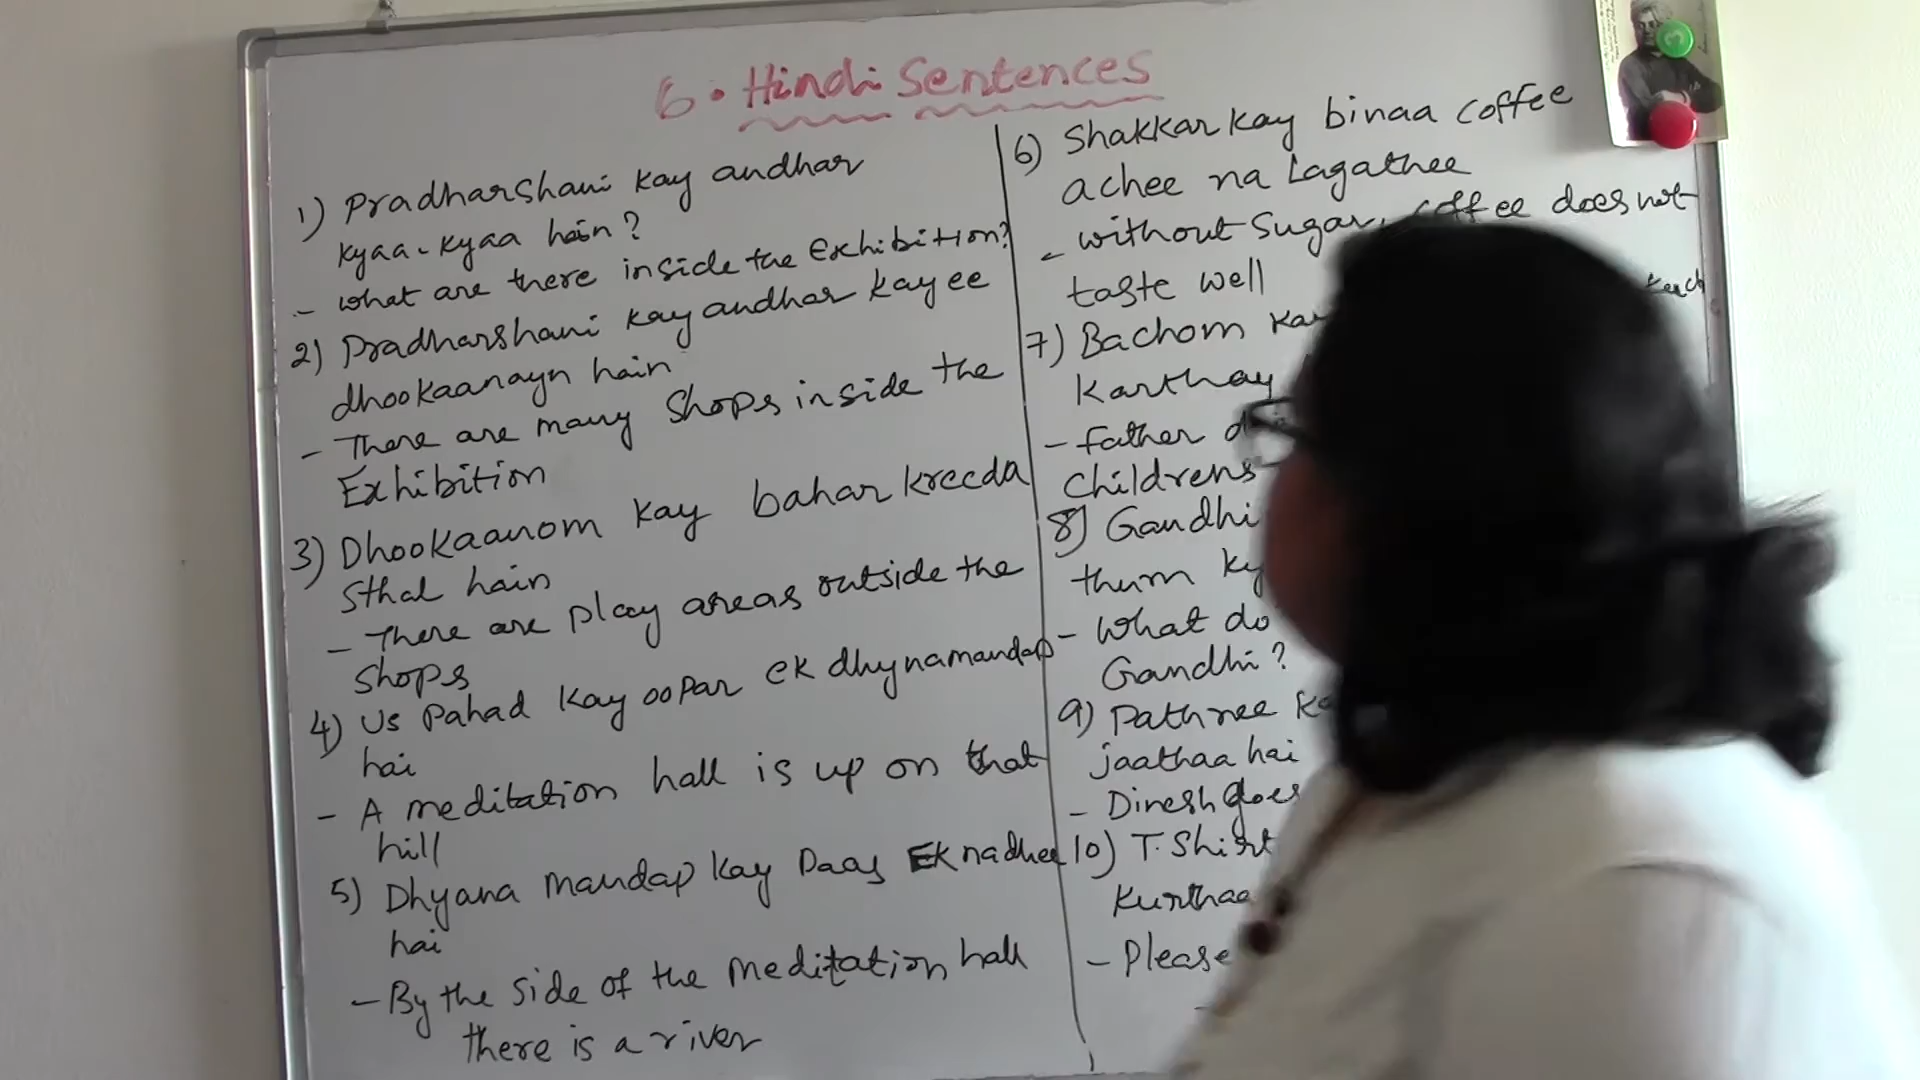 6. Hindi Sentences
1) Pradharshani kay andhar
kyaa-kyaa hain?
- what are there inside the Exhibition?
2) Pradharshani kay andhar kayee
dhookaanayn hain
- There are many shops inside the
Exhibition
3) Dhookaanom kay bahar kreeda
sthal hain
- There are play areas outside the
shops
4) Us Pahad kay oopar ek dhynamandap
hai
- A meditation hall is up on that
hill
5) Dhyana mandap kay Paas Ek nadhee
hai
- By the side of the meditation hall
there is a river
6) Shakkar kay binaa coffee
achee na Lagathee
- without Sugar, coffee does not
taste well
7) Bachom
Karthay
- father
childrens
8) Gandhi
thum
- What do
Gandhi?
9) Pathnee
jaathaa hai
- Dinesh goes
10) T.Shirt
Kurthaa
- Please